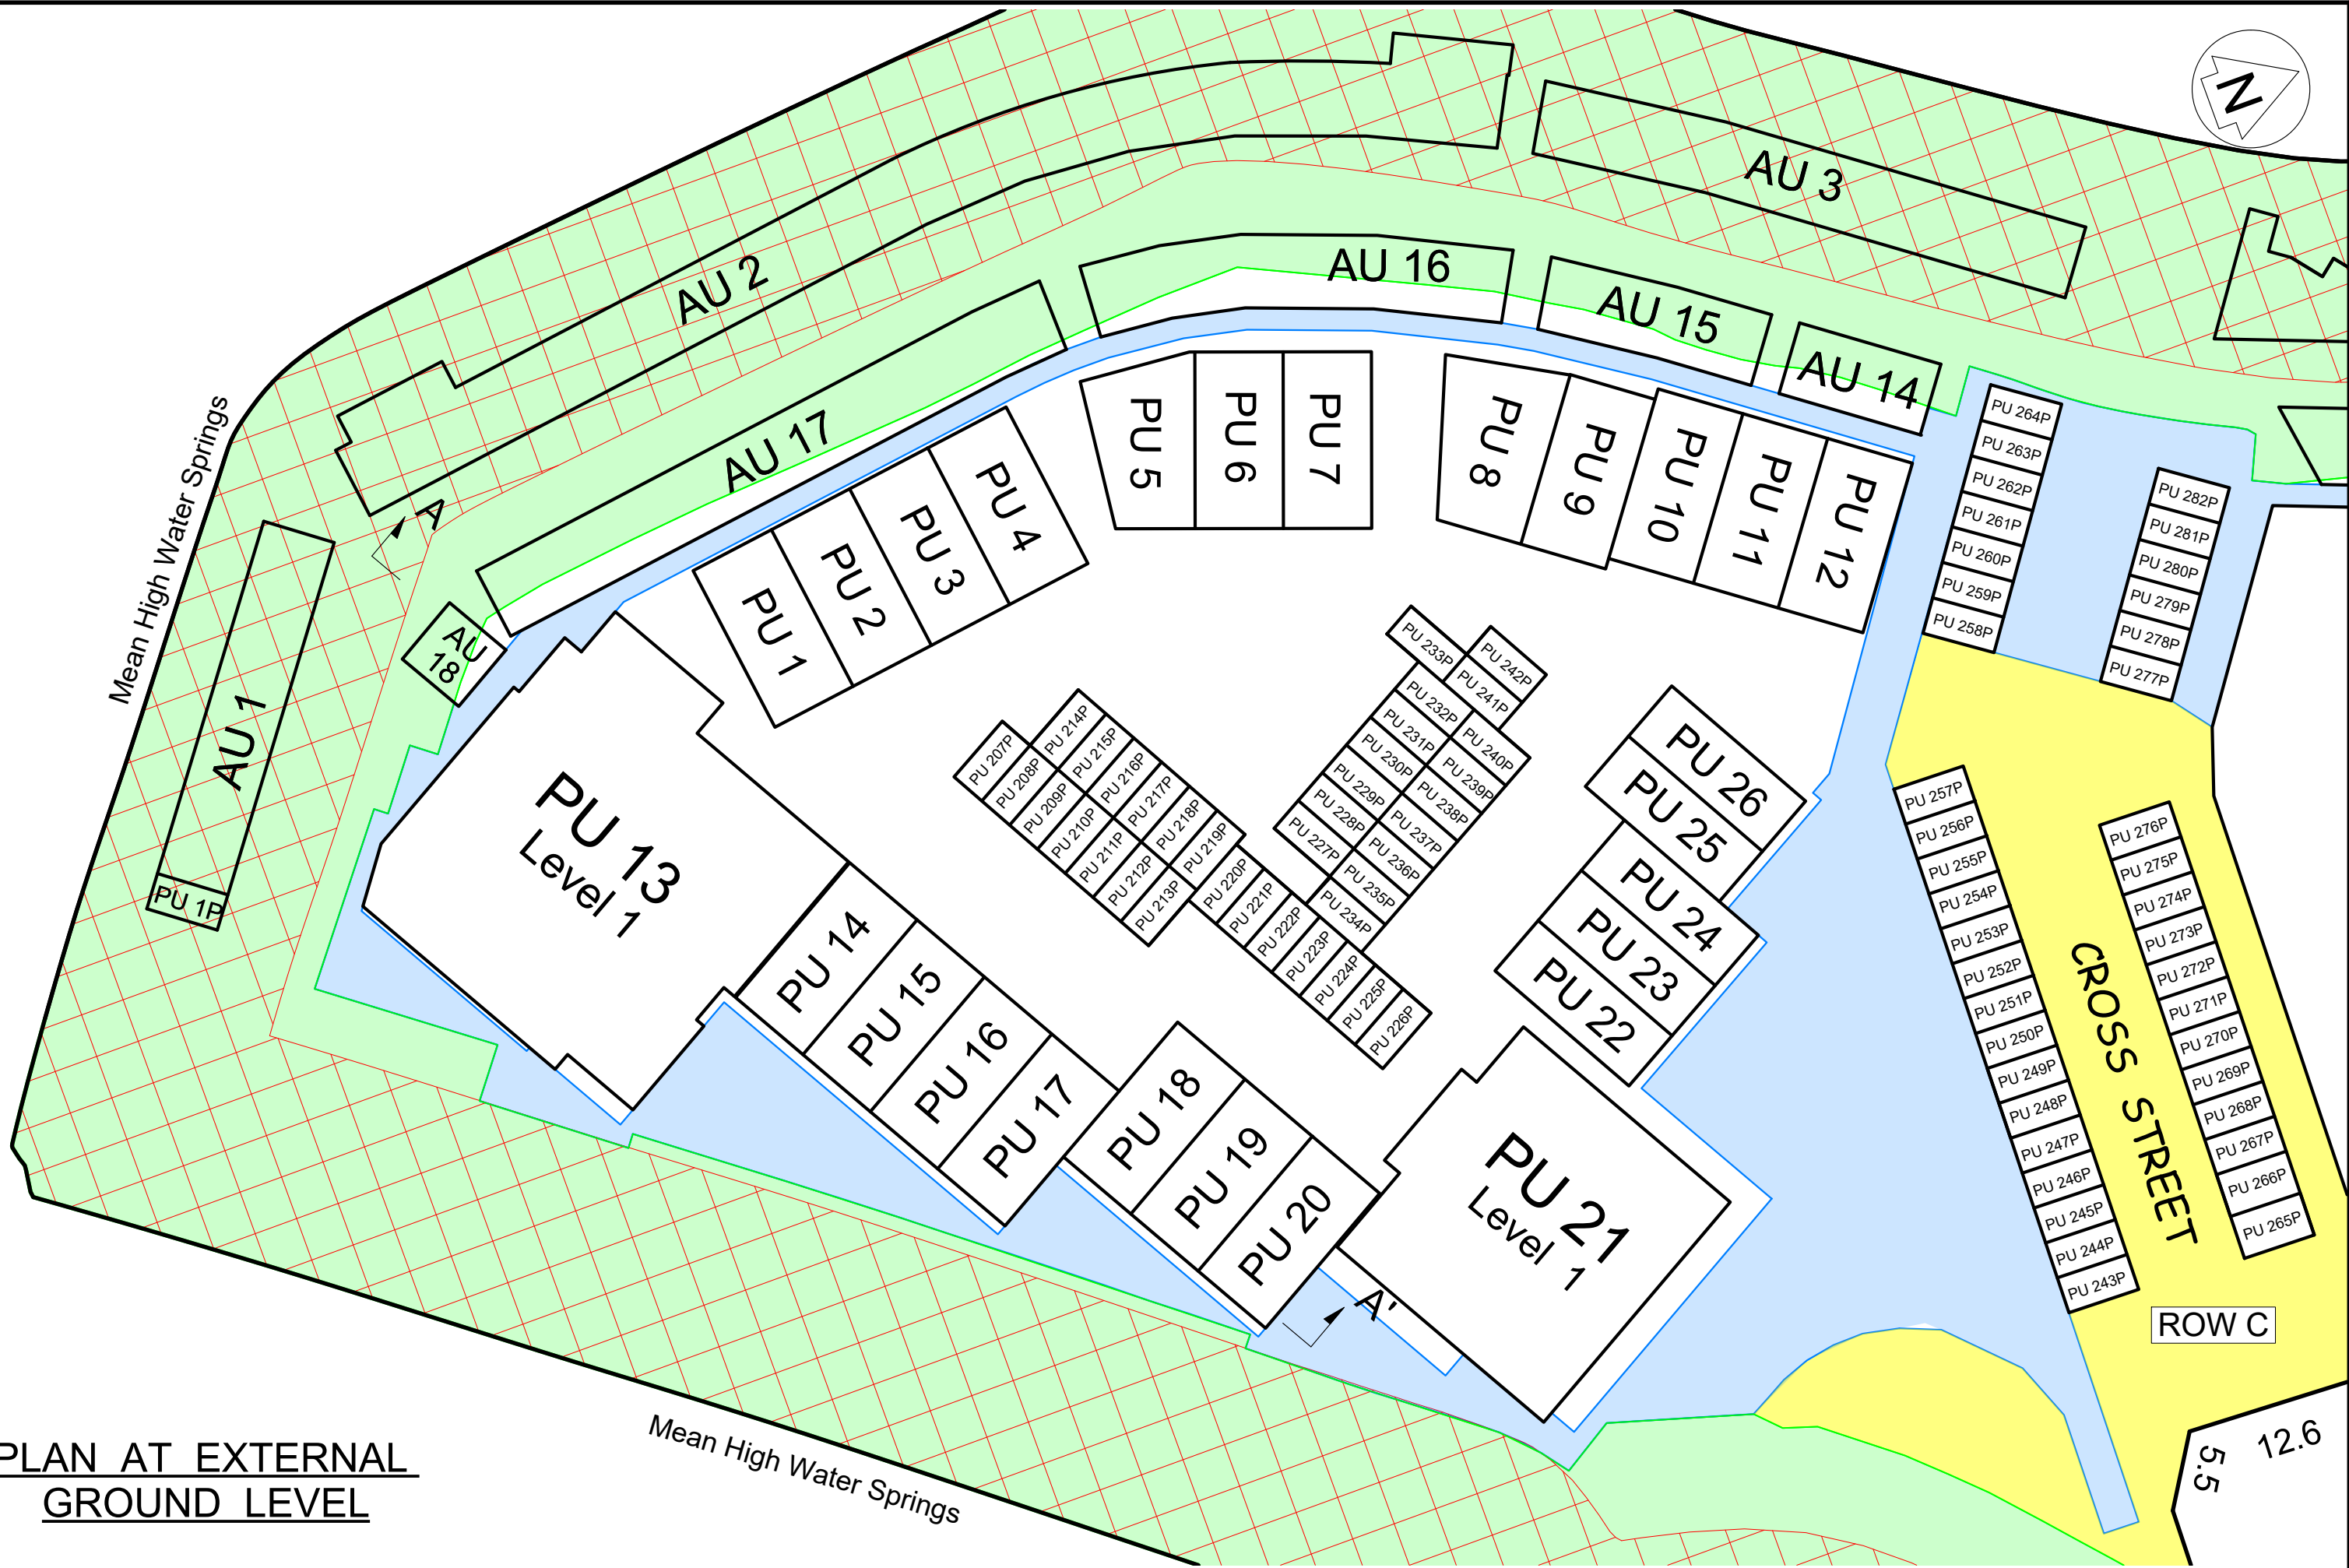 N
AU 3
AU 2
AU 16
AU 15
AU 14
AU 17
Mean High Water Springs
A
AU
18
AU 1
PU 1P
PU 1
PU 2
PU 3
PU 4
PU 5
PU 6
PU 7
PU 8
PU 9
PU 10
PU 11
PU 12
PU 264P
PU 263P
PU 262P
PU 261P
PU 260P
PU 259P
PU 258P
PU 282P
PU 281P
PU 280P
PU 279P
PU 278P
PU 277P
PU 233P
PU 232P
PU 231P
PU 230P
PU 229P
PU 228P
PU 227P
PU 242P
PU 241P
PU 240P
PU 239P
PU 238P
PU 237P
PU 236P
PU 235P
PU 234P
PU 207P
PU 208P
PU 209P
PU 210P
PU 211P
PU 212P
PU 213P
PU 214P
PU 215P
PU 216P
PU 217P
PU 218P
PU 219P
PU 220P
PU 221P
PU 222P
PU 223P
PU 224P
PU 225P
PU 226P
PU 26
PU 25
PU 24
PU 23
PU 22
PU 13
Level 1
PU 14
PU 15
PU 16
PU 17
PU 18
PU 19
PU 20
PU 21
Level 1
A'
PU 257P
PU 256P
PU 255P
PU 254P
PU 253P
PU 252P
PU 251P
PU 250P
PU 249P
PU 248P
PU 247P
PU 246P
PU 245P
PU 244P
PU 243P
CROSS STREET
PU 276P
PU 275P
PU 274P
PU 273P
PU 272P
PU 271P
PU 270P
PU 269P
PU 268P
PU 267P
PU 266P
PU 265P
ROW C
12.6
5.5
Mean High Water Springs
PLAN AT EXTERNAL
GROUND LEVEL